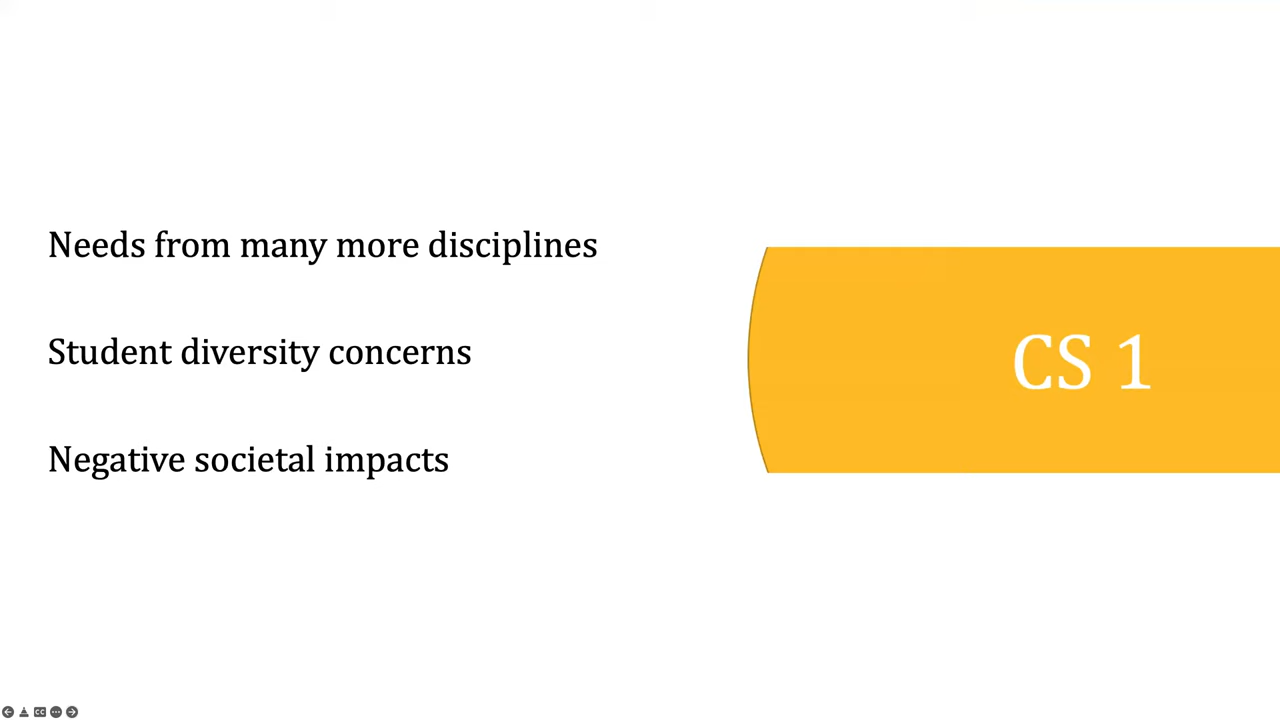 Needs from many more disciplines
Student diversity concerns
CS 1
Negative societal impacts